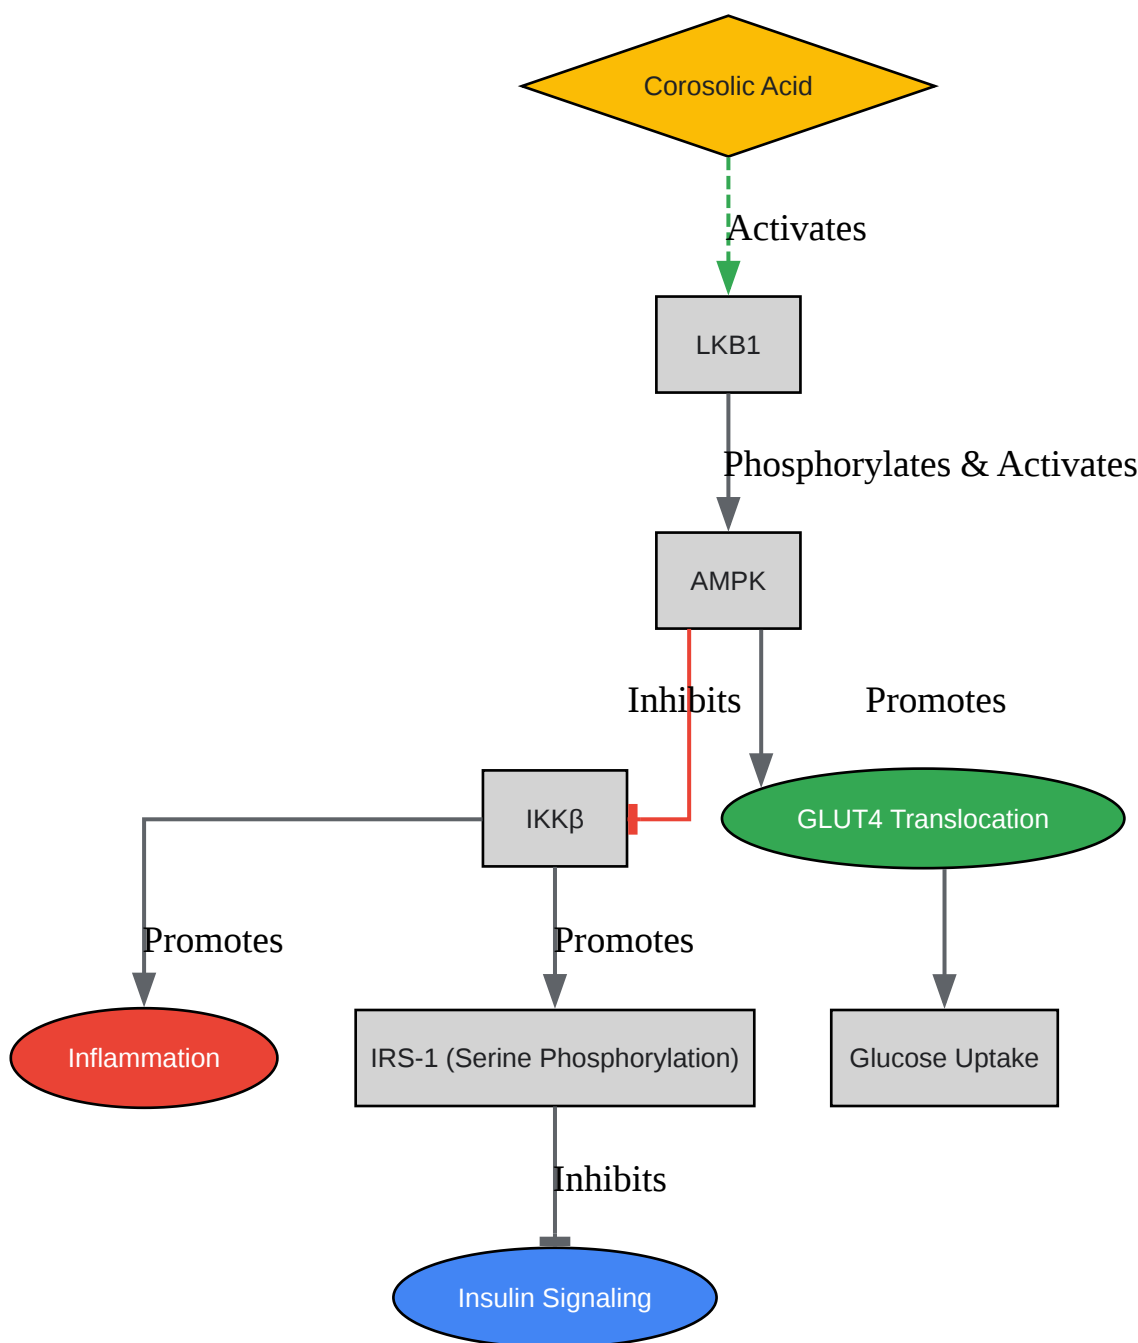 Corosolic Acid
Activates
LKB1
Phosphorylates & Activates
AMPK
Inhibits
Promotes
IKKβ
GLUT4 Translocation
Promotes
Promotes
Inflammation
IRS-1 (Serine Phosphorylation)
Glucose Uptake
Inhibits
Insulin Signaling